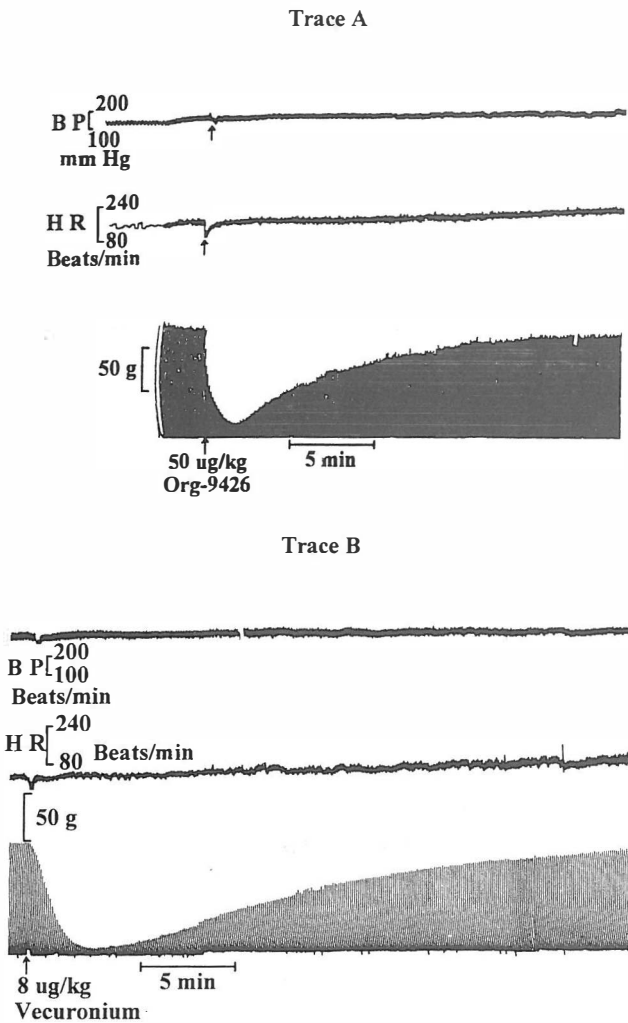 Trace A
200
B P
100
mm Hg
240
H R
80
Beats/min
50 g
5 min
50 ug/kg
Org-9426
Trace B
200
B P
100
Beats/min
240
H R
80 Beats/min
50 g
5 min
8 ug/kg
Vecuronium